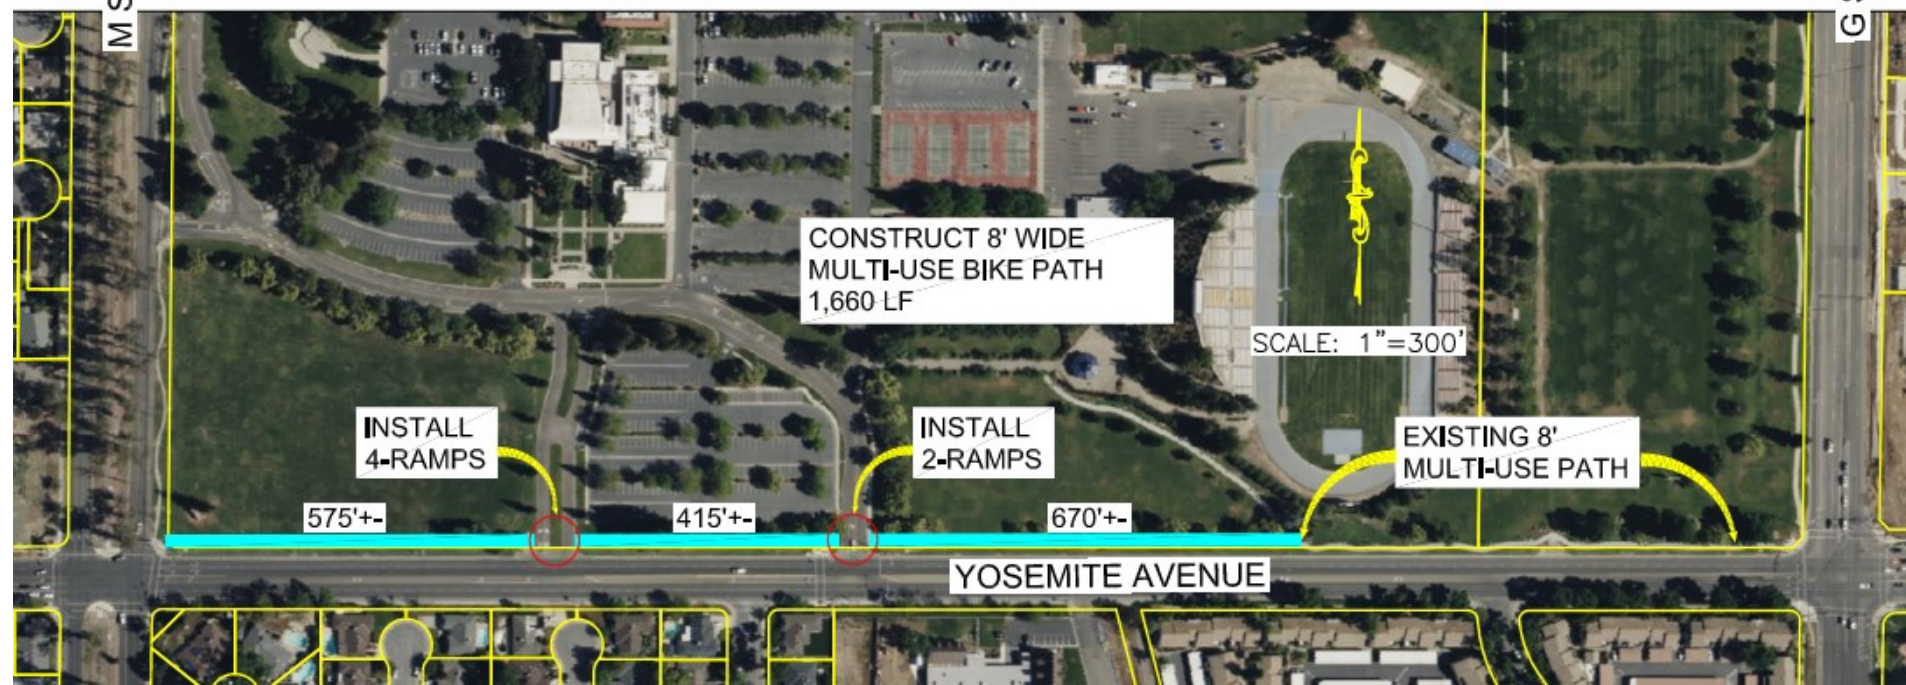 M S
G S
CONSTRUCT 8' WIDE
MULTI-USE BIKE PATH
1,660 LF
SCALE: 1"=300'
INSTALL
4-RAMPS
INSTALL
2-RAMPS
EXISTING 8'
MULTI-USE PATH
575'+-
415'+-
670'+-
YOSEMITE AVENUE